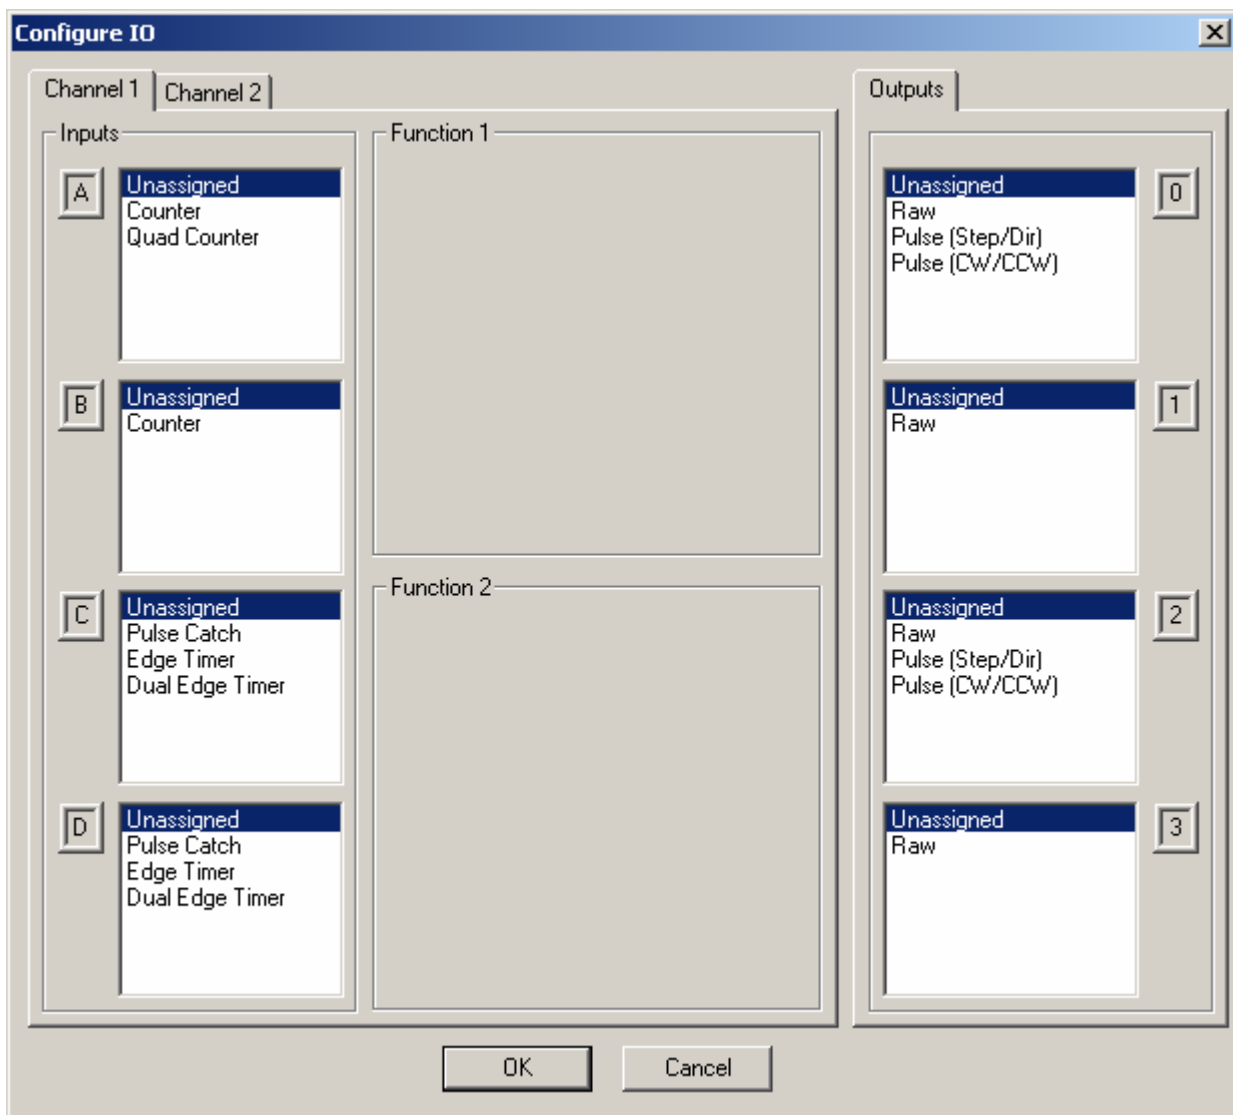 Configure IO
Channel 1
Channel 2
Outputs
Inputs
A
Unassigned
Counter
Quad Counter
B
Unassigned
Counter
C
Unassigned
Pulse Catch
Edge Timer
Dual Edge Timer
D
Unassigned
Pulse Catch
Edge Timer
Dual Edge Timer
Function 1
Function 2
Unassigned
Raw
Pulse (Step/Dir)
Pulse (CW/CCW)
0
Unassigned
Raw
1
Unassigned
Raw
Pulse (Step/Dir)
Pulse (CW/CCW)
2
Unassigned
Raw
3
OK
Cancel